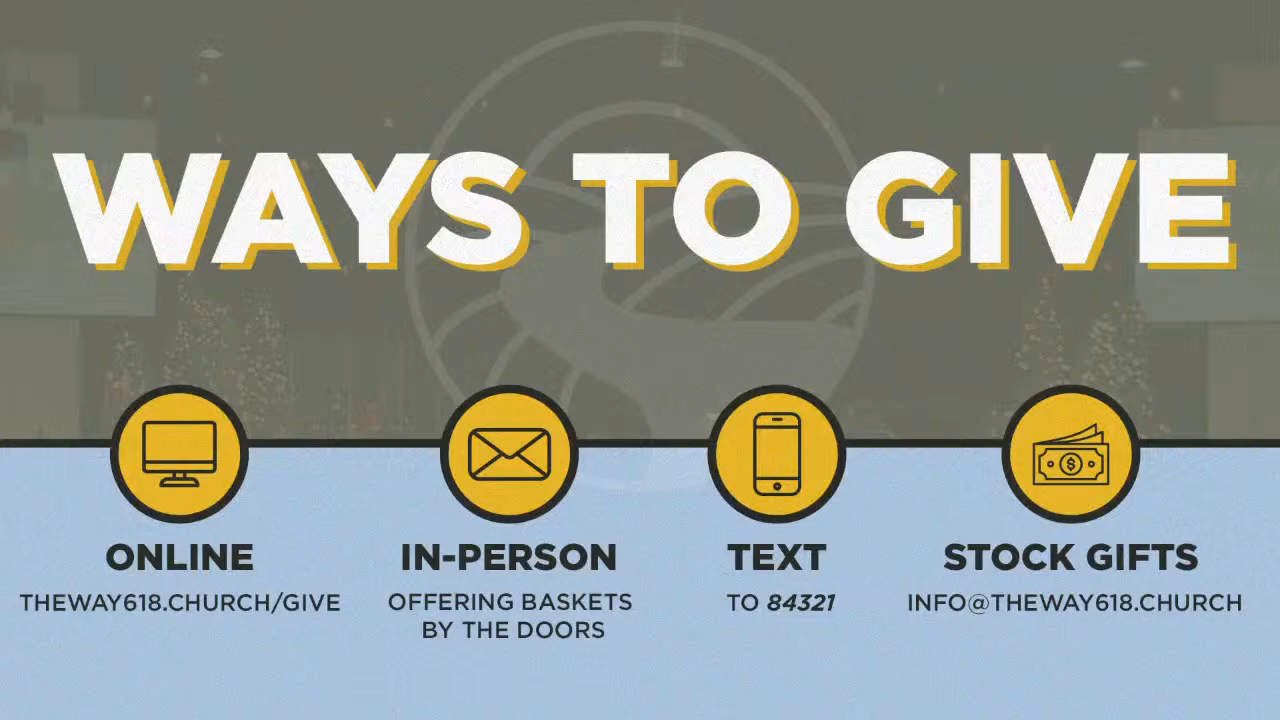 WAYS TO GIVE
ONLINE
THEWAY618.CHURCH/GIVE
IN-PERSON
OFFERING BASKETS
BY THE DOORS
TEXT
TO 84321
STOCK GIFTS
INFO@THEWAY618.CHURCH